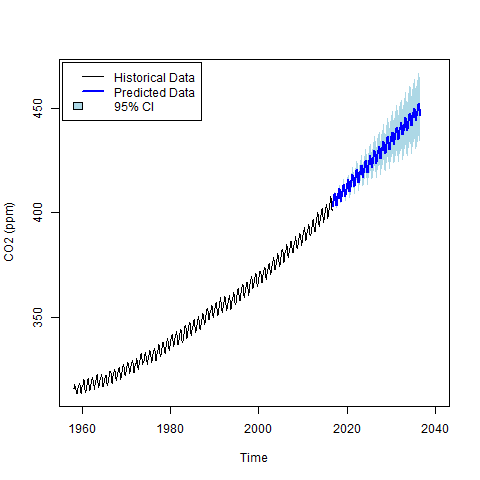 Historical Data
Predicted Data
95% CI
450
400
350
CO2 (ppm)
1960 1980 2000 2020 2040
Time